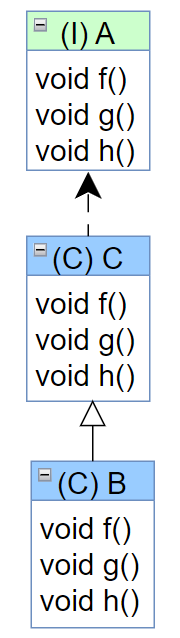 (I) A
void f()
void g()
void h()
(C) C
void f()
void g()
void h()
(C) B
void f()
void g()
void h()